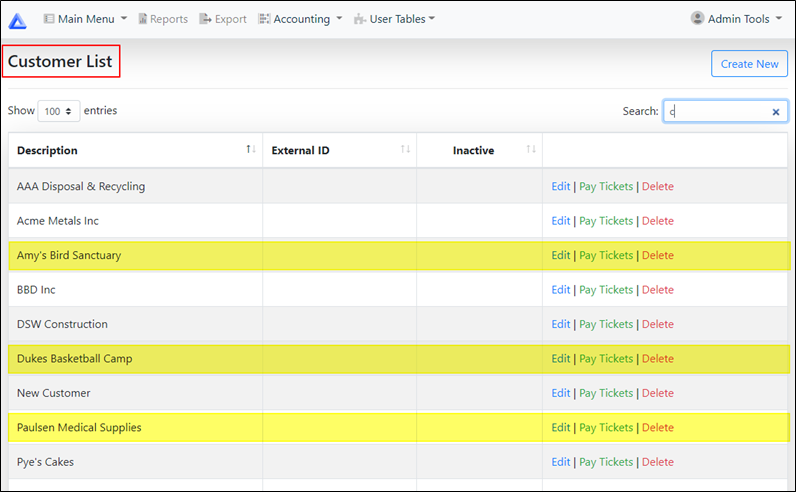 Main Menu Reports Export Accounting User Tables Admin Tools
Customer List Create New
Show 100 entries Search: c
Description External ID Inactive
AAA Disposal & Recycling Edit | Pay Tickets | Delete
Acme Metals Inc Edit | Pay Tickets | Delete
Amy's Bird Sanctuary Edit | Pay Tickets | Delete
BBD Inc Edit | Pay Tickets | Delete
DSW Construction Edit | Pay Tickets | Delete
Dukes Basketball Camp Edit | Pay Tickets | Delete
New Customer Edit | Pay Tickets | Delete
Paulsen Medical Supplies Edit | Pay Tickets | Delete
Pye's Cakes Edit | Pay Tickets | Delete